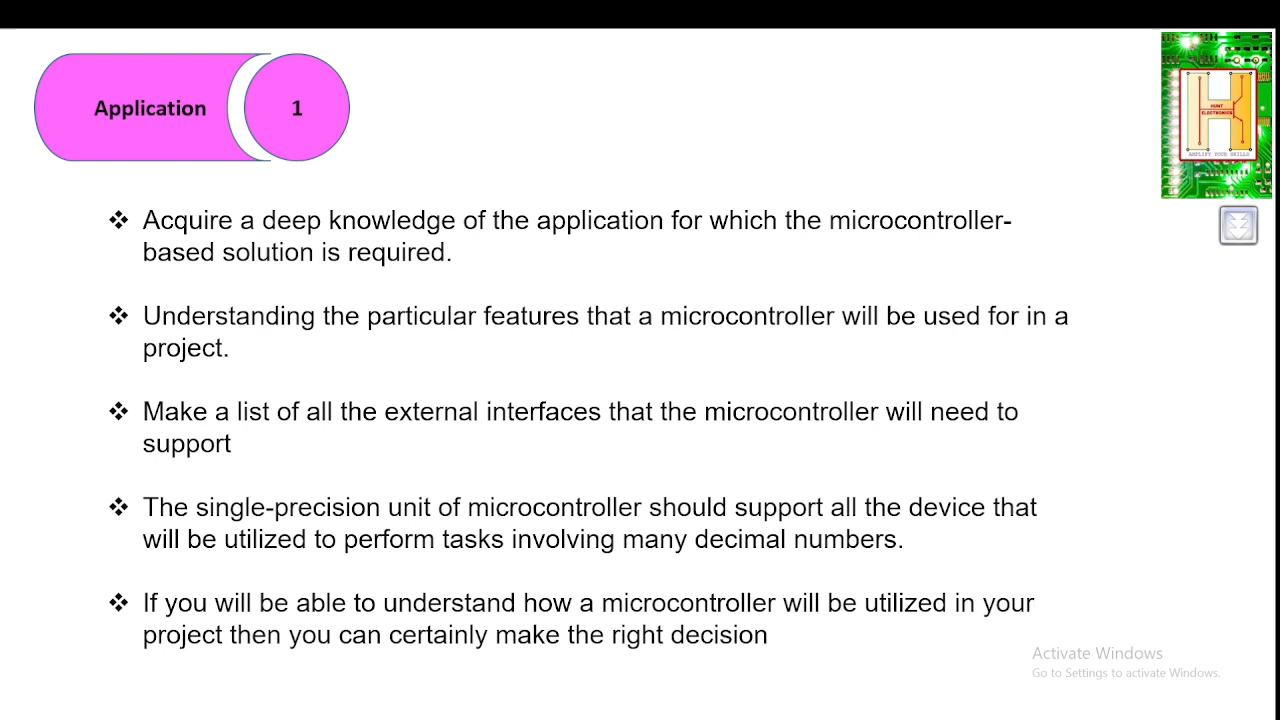 Application
1
HUNT
ELECTRONICS
AMPLIFY YOUR SKILLS
❖ Acquire a deep knowledge of the application for which the microcontroller-
based solution is required.
❖ Understanding the particular features that a microcontroller will be used for in a
project.
❖ Make a list of all the external interfaces that the microcontroller will need to
support
❖ The single-precision unit of microcontroller should support all the device that
will be utilized to perform tasks involving many decimal numbers.
❖ If you will be able to understand how a microcontroller will be utilized in your
project then you can certainly make the right decision
Activate Windows
Go to Settings to activate Windows.